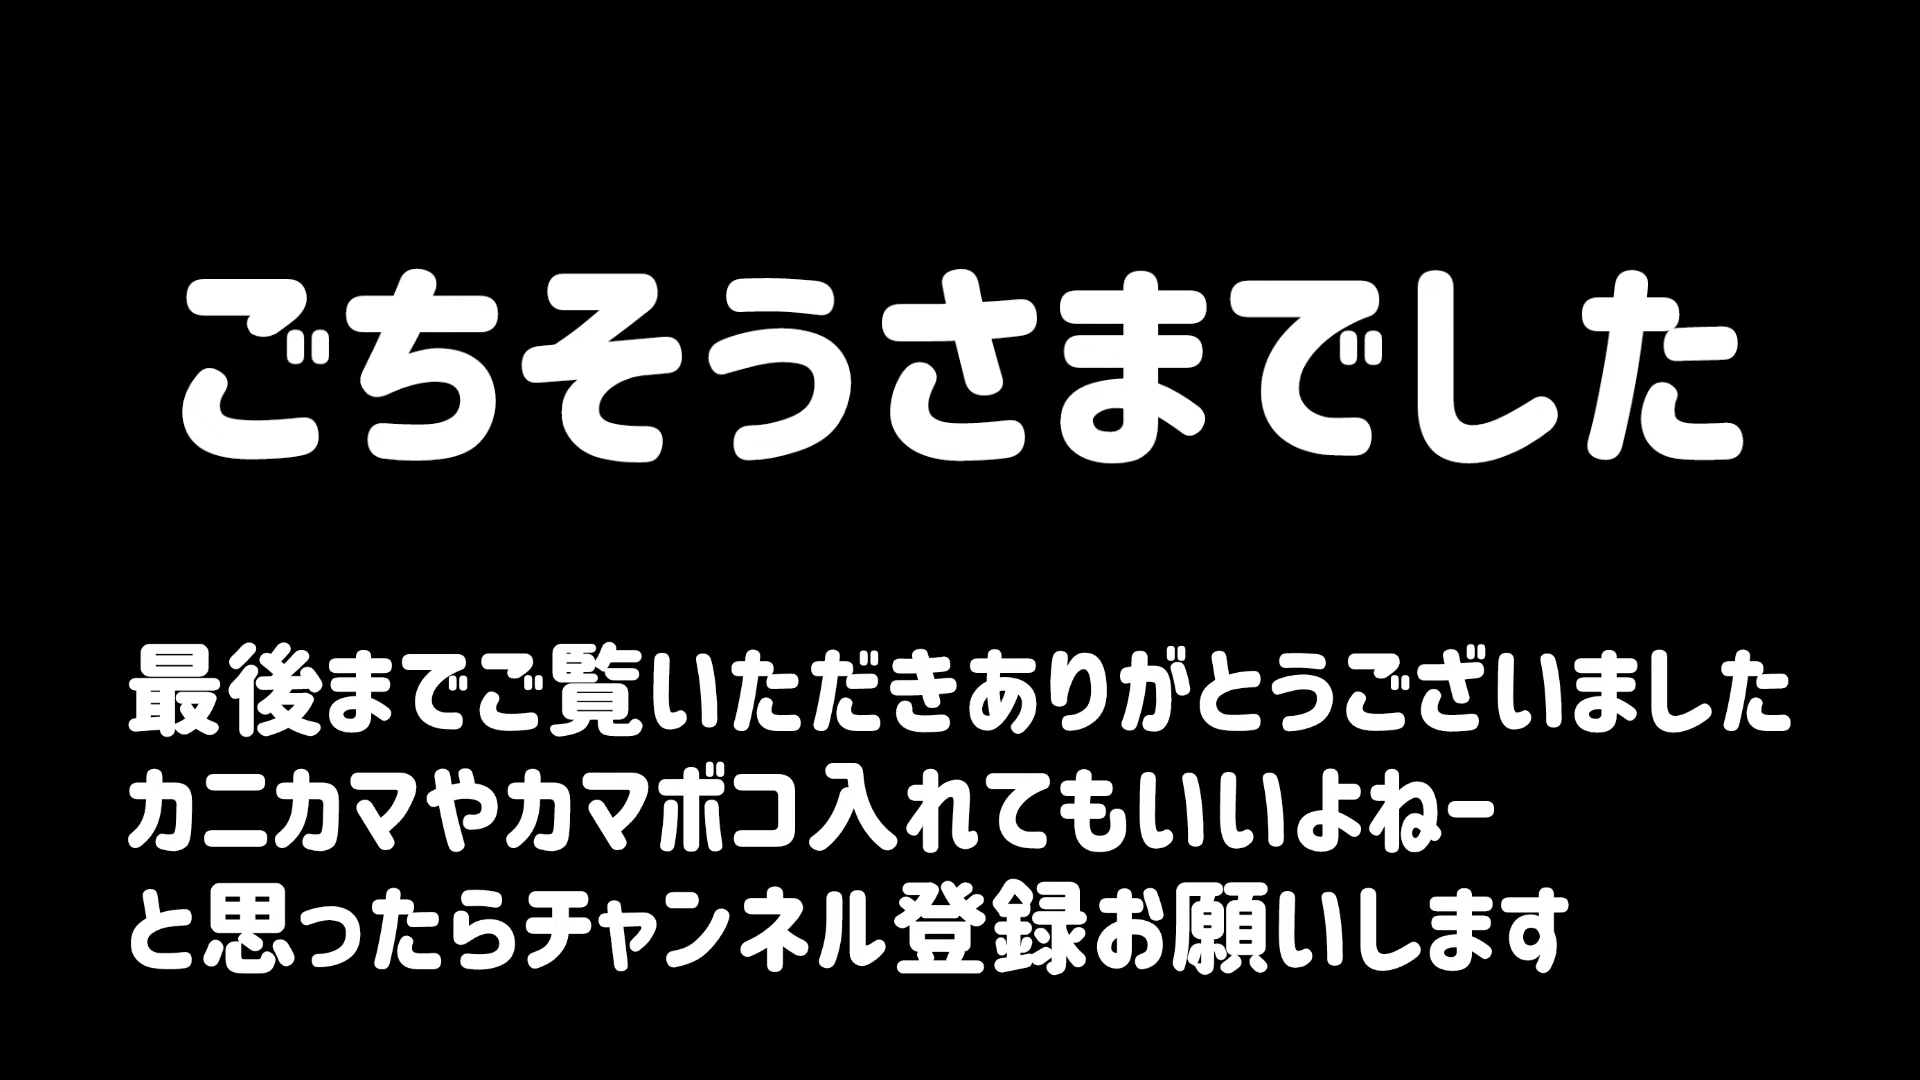 ごちそうさまでした
最後までご覧いただきありがとうございました
カニカマやカマボコ入れてもいいよねー
と思ったらチャンネル登録お願いします